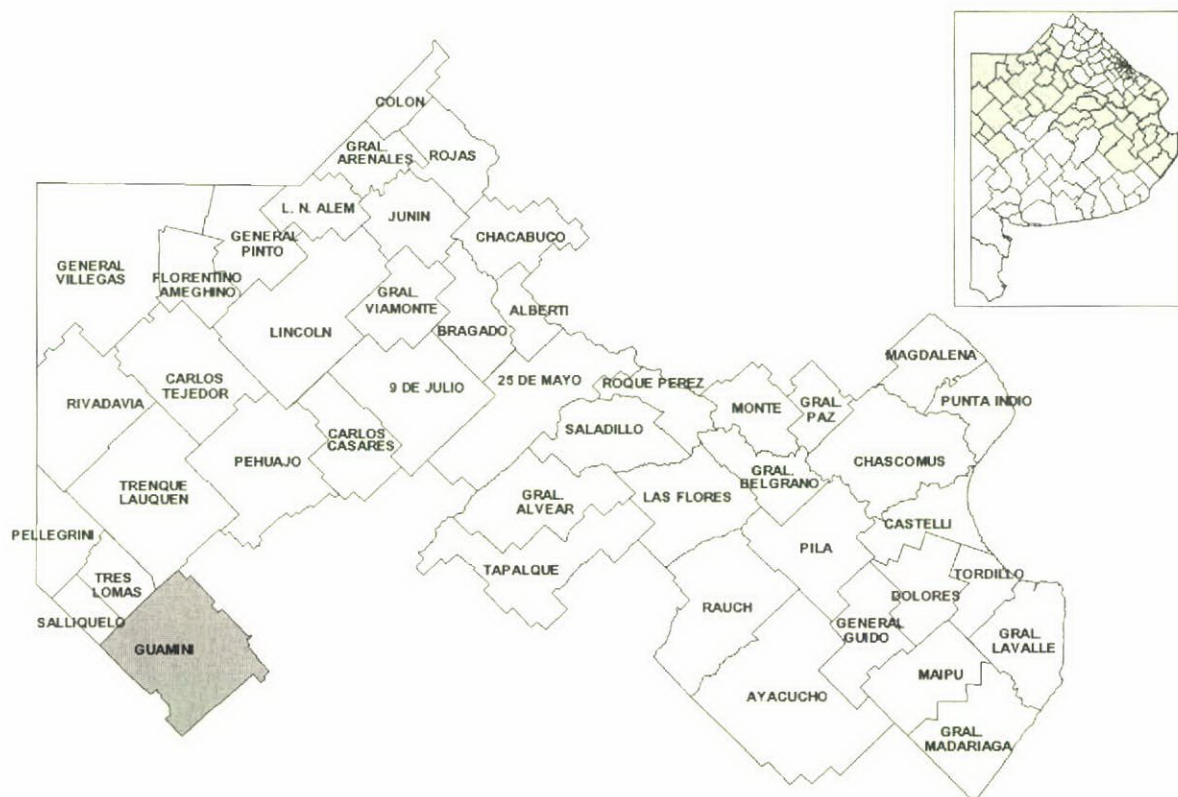 COLON
GRAL.
ARENALES
ROJAS
L. N. ALEM
JUNIN
GENERAL
PINTO
CHACABUCO
GENERAL
VILLEGAS
FLORENTINO
AMEGHINO
GRAL.
VIAMONTE
ALBERTI
LINCOLN
BRAGADO
MAGDALENA
CARLOS
TEJEDOR
9 DE JULIO
25 DE MAYO
ROQUE PEREZ
PUNTA INDIO
RIVADAVIA
MONTE
GRAL.
PAZ
SALADILLO
CARLOS
CASARES
PEHUAJO
CHASCOMUS
TRENQUE
LAUQUEN
GRAL.
ALVEAR
LAS FLORES
GRAL.
BELGRANO
CASTELLI
PELLEGRINI
PILA
TRES
LOMAS
TAPALQUE
TORDILLO
DOLORES
RAUCH
SALLIQUELO
GENERAL
GUIDO
GRAL.
LAVALLE
GUAMINI
MAIPU
AYACUCHO
GRAL.
MADARIAGA